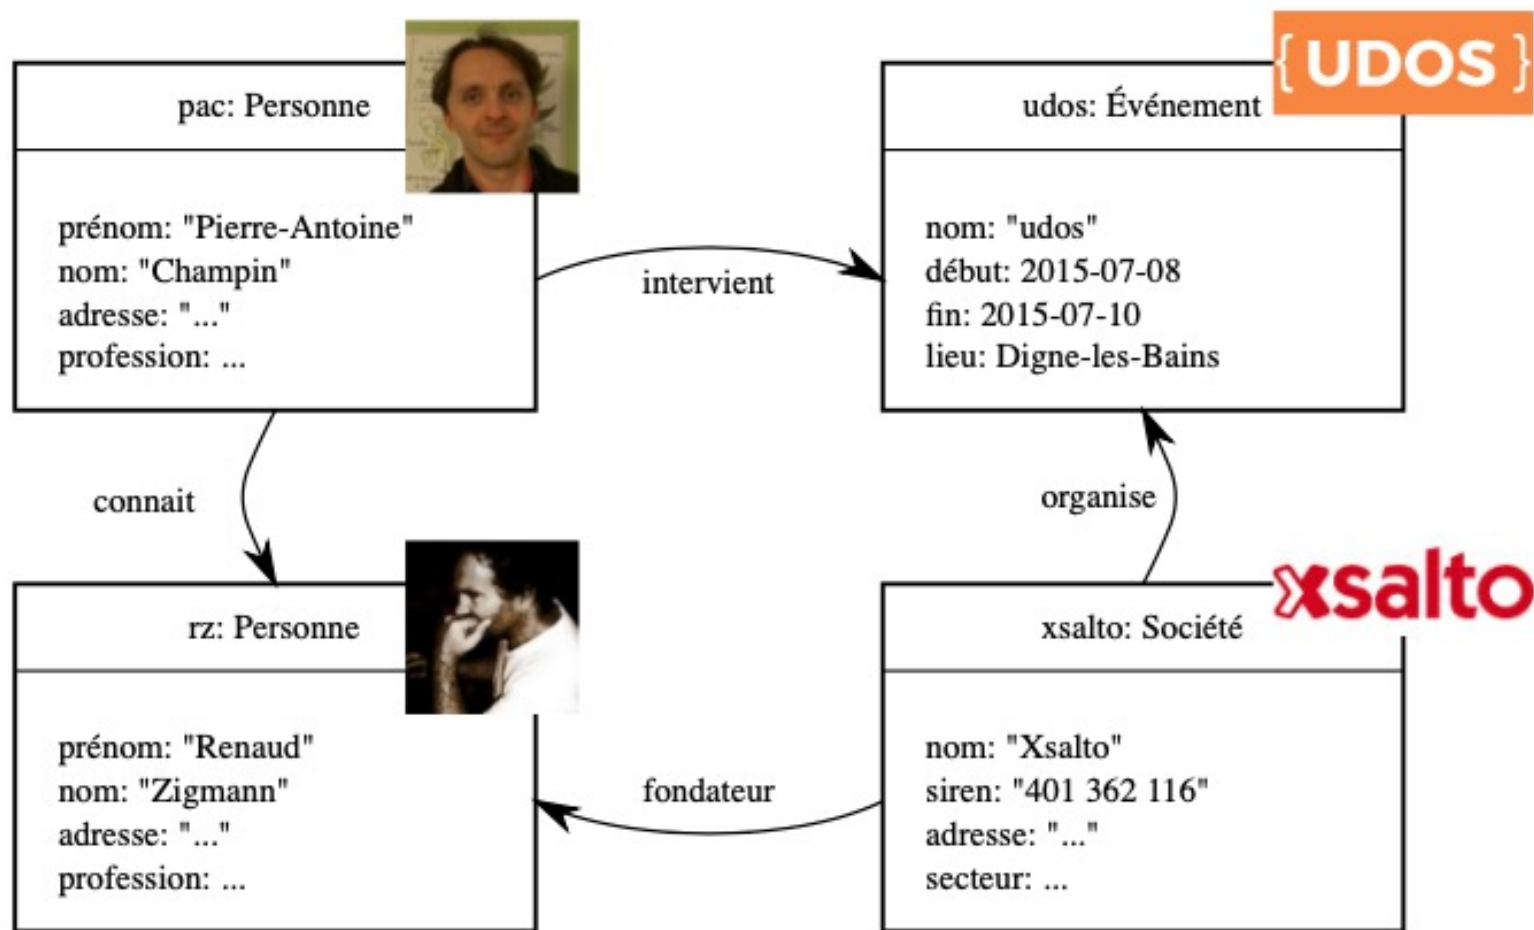 { UDOS }
pac: Personne
prénom: "Pierre-Antoine"
nom: "Champin"
adresse: "..."
profession: ...
intervient
udos: Événement
nom: "udos"
début: 2015-07-08
fin: 2015-07-10
lieu: Digne-les-Bains
connait
organise
xsalto
rz: Personne
prénom: "Renaud"
nom: "Zigmann"
adresse: "..."
profession: ...
fondateur
xsalto: Société
nom: "Xsalto"
siren: "401 362 116"
adresse: "..."
secteur: ...